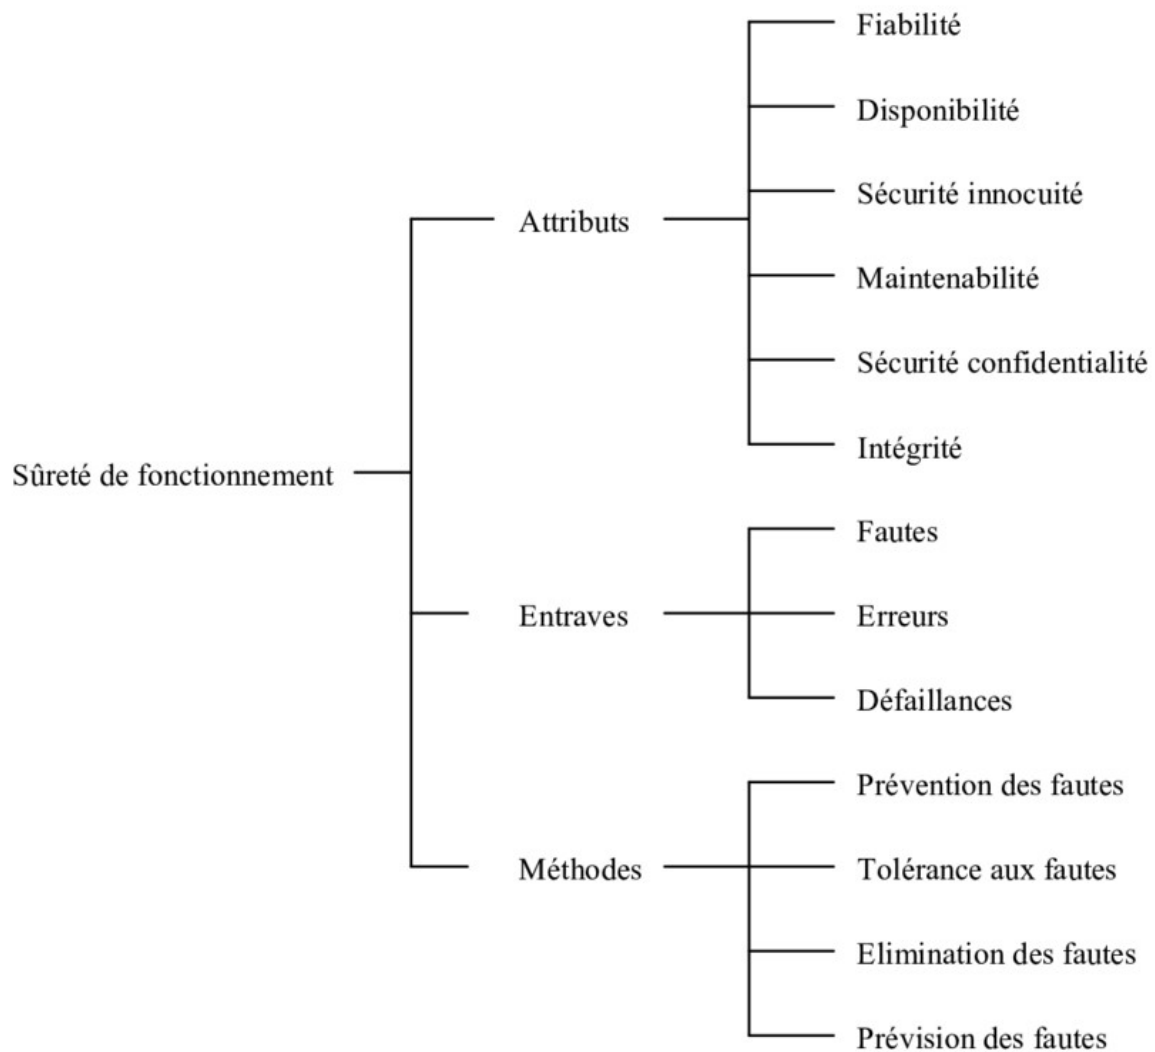 Fiabilité
Disponibilité
Sécurité innocuité
Attributs
Maintenabilité
Sécurité confidentialité
Intégrité
Sûreté de fonctionnement
Fautes
Entraves
Erreurs
Défaillances
Prévention des fautes
Méthodes
Tolérance aux fautes
Elimination des fautes
Prévision des fautes